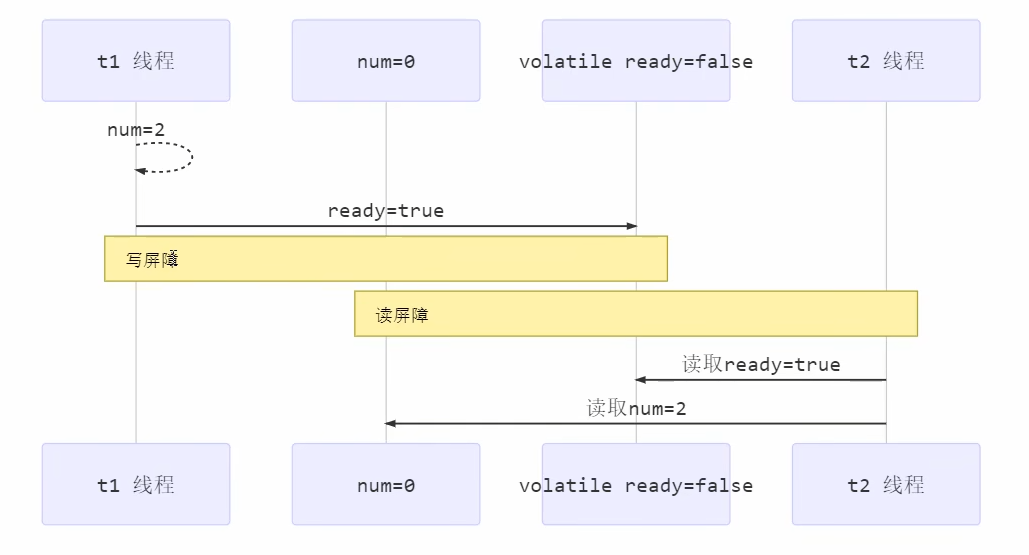 t1 线程
num=0
volatile ready=false
t2 线程
num=2
ready=true
写屏障
读屏障
读取ready=true
读取num=2
t1 线程
num=0
volatile ready=false
t2 线程